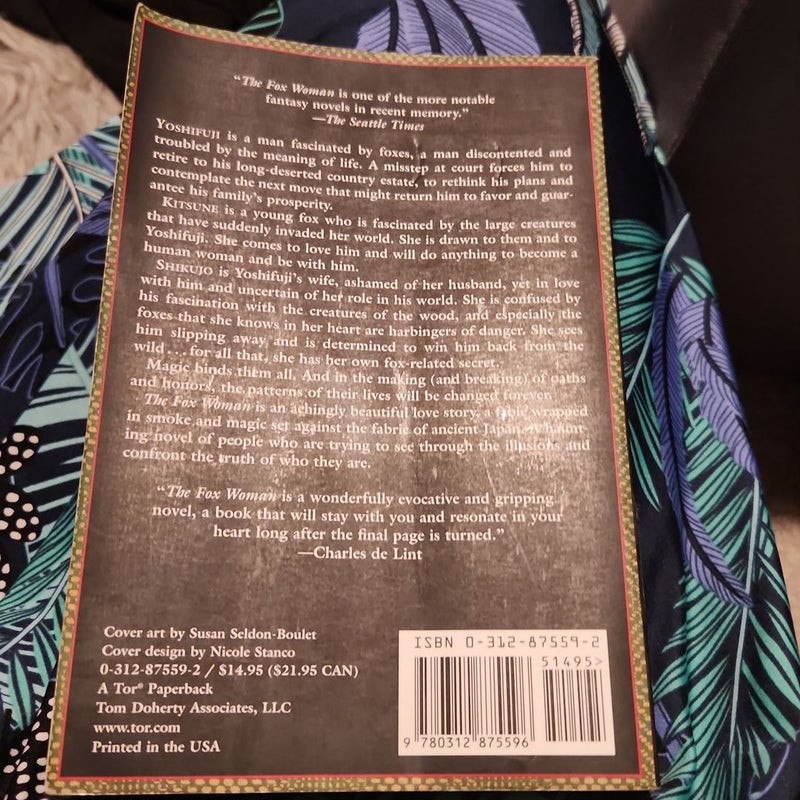 “The Fox Woman is one of the more notable
fantasy novels in recent memory.”
—The Seattle Times
YOSHIFUJI is a man fascinated by foxes, a man discontented and
troubled by the meaning of life. A misstep at court forces him to
retire to his long-deserted country estate, to rethink his plans and
contemplate the next move that might return him to favor and guar-
antee his family’s prosperity.
KITSUNE is a young fox who is fascinated by the large creatures
that have suddenly invaded her world. She is drawn to them and to
Yoshifuji. She comes to love him and will do anything to become a
human woman and be with him.
SHIKUJO is Yoshifuji’s wife, ashamed of her husband, yet in love
with him and uncertain of her role in his world. She is confused by
his fascination with the creatures of the wood, and especially the
foxes that she knows in her heart are harbingers of danger. She sees
him slipping away and is determined to win him back from the
wild . . . for all that, she has her own fox-related secret.
Magic binds them all. And in the making (and breaking) of oaths
and honors, the patterns of their lives will be changed forever.
The Fox Woman is an achingly beautiful love story, a fable wrapped
in smoke and magic set against the fabric of ancient Japan. A haunt-
ing novel of people who are trying to see through the illusions and
confront the truth of who they are.
“The Fox Woman is a wonderfully evocative and gripping
novel, a book that will stay with you and resonate in your
heart long after the final page is turned.”
—Charles de Lint
Cover art by Susan Seldon-Boulet
Cover design by Nicole Stanco
0-312-87559-2 / $14.95 ($21.95 CAN)
A Tor® Paperback
Tom Doherty Associates, LLC
www.tor.com
Printed in the USA
ISBN 0-312-87559-2
51495>
9 780312 875596